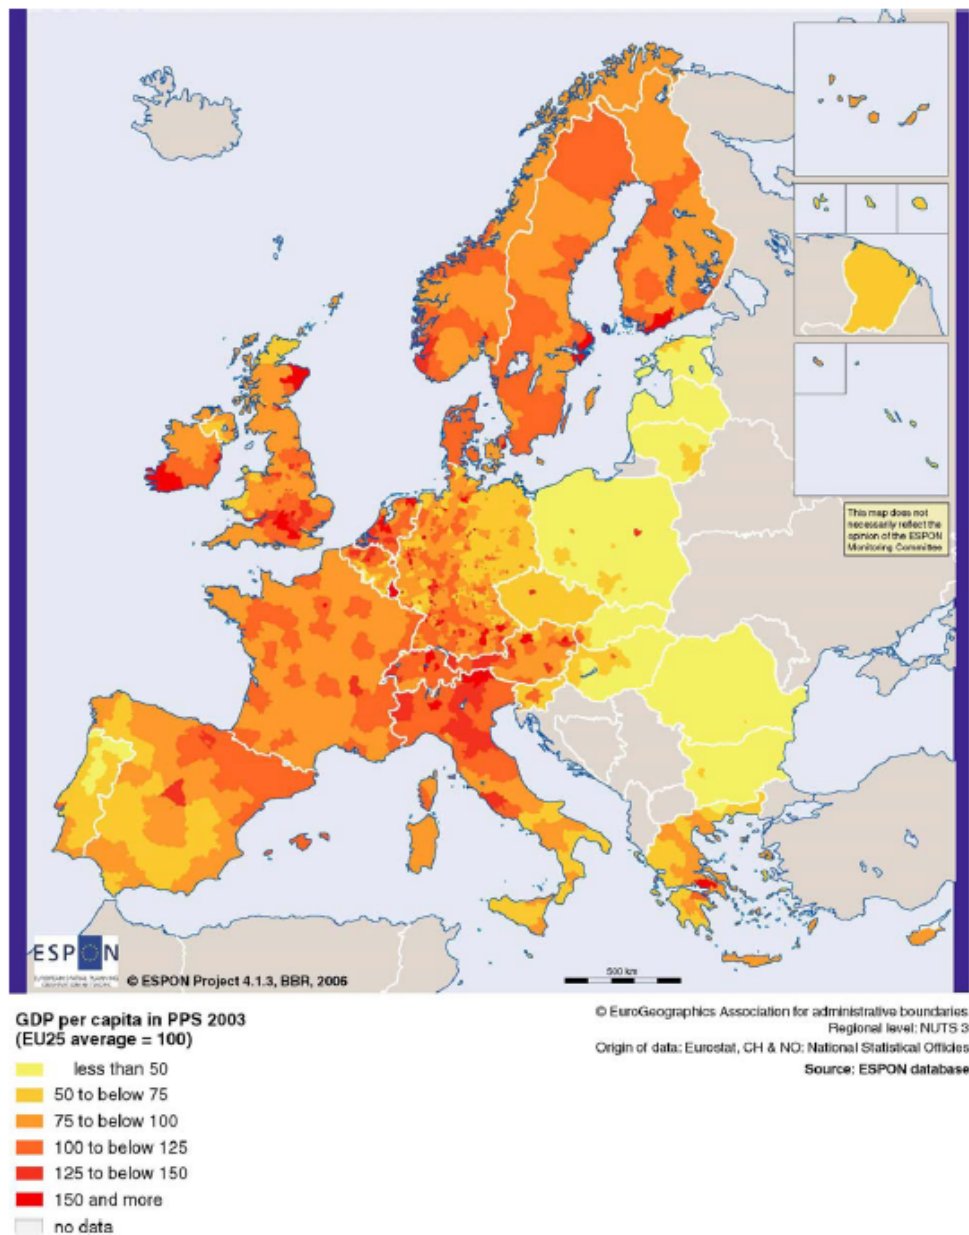 This map does not
necessarily reflect the
opinion of the ESPON
Monitoring Committee
ESPON
© ESPON Project 4.1.3, BBR, 2006
500 km
GDP per capita in PPS 2003
(EU25 average = 100)
less than 50
50 to below 75
75 to below 100
100 to below 125
125 to below 150
150 and more
no data
© EuroGeographics Association for administrative boundaries
Regional level: NUTS 3
Origin of data: Eurostat, CH & NO: National Statistical Officies
Source: ESPON database